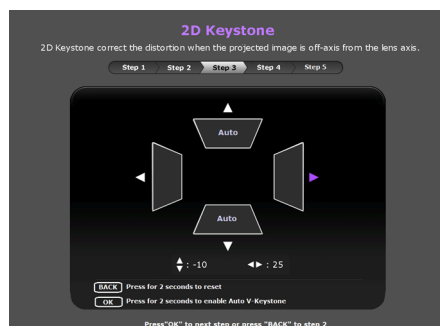 2D Keystone
2D Keystone correct the distortion when the projected image is off-axis from the lens axis.
Step 1 Step 2 Step 3 Step 4 Step 5
Auto
Auto
: -10 : 25
BACK Press for 2 seconds to reset
OK Press for 2 seconds to enable Auto V-Keystone
Press"OK" to next step or press "BACK" to step 2